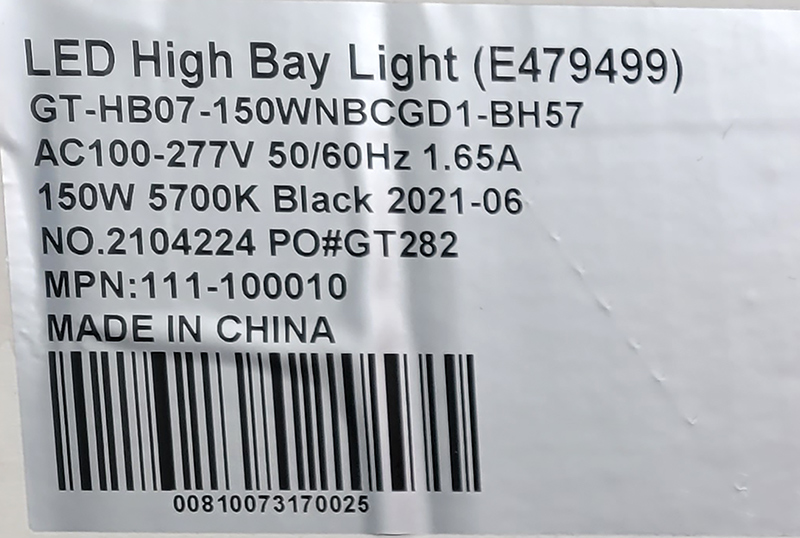 LED High Bay Light (E479499)
GT-HB07-150WNBCGD1-BH57
AC100-277V 50/60Hz 1.65A
150W 5700K Black 2021-06
NO.2104224 PO#GT282
MPN:111-100010
MADE IN CHINA
00810073170025